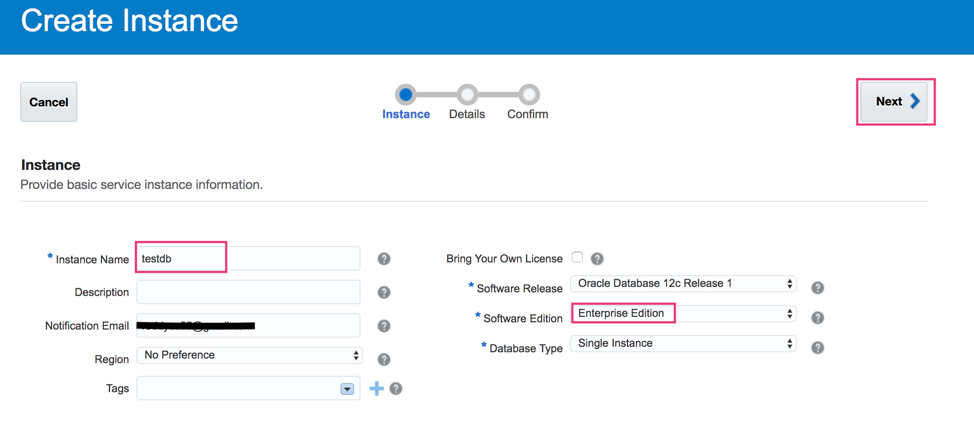 Create Instance
Cancel
Next
Instance Details Confirm
Instance
Provide basic service instance information.
* Instance Name testdb ?
Description ?
Notification Email ?
Region No Preference ?
Tags ?
Bring Your Own License ?
* Software Release Oracle Database 12c Release 1 ?
* Software Edition Enterprise Edition ?
* Database Type Single Instance ?